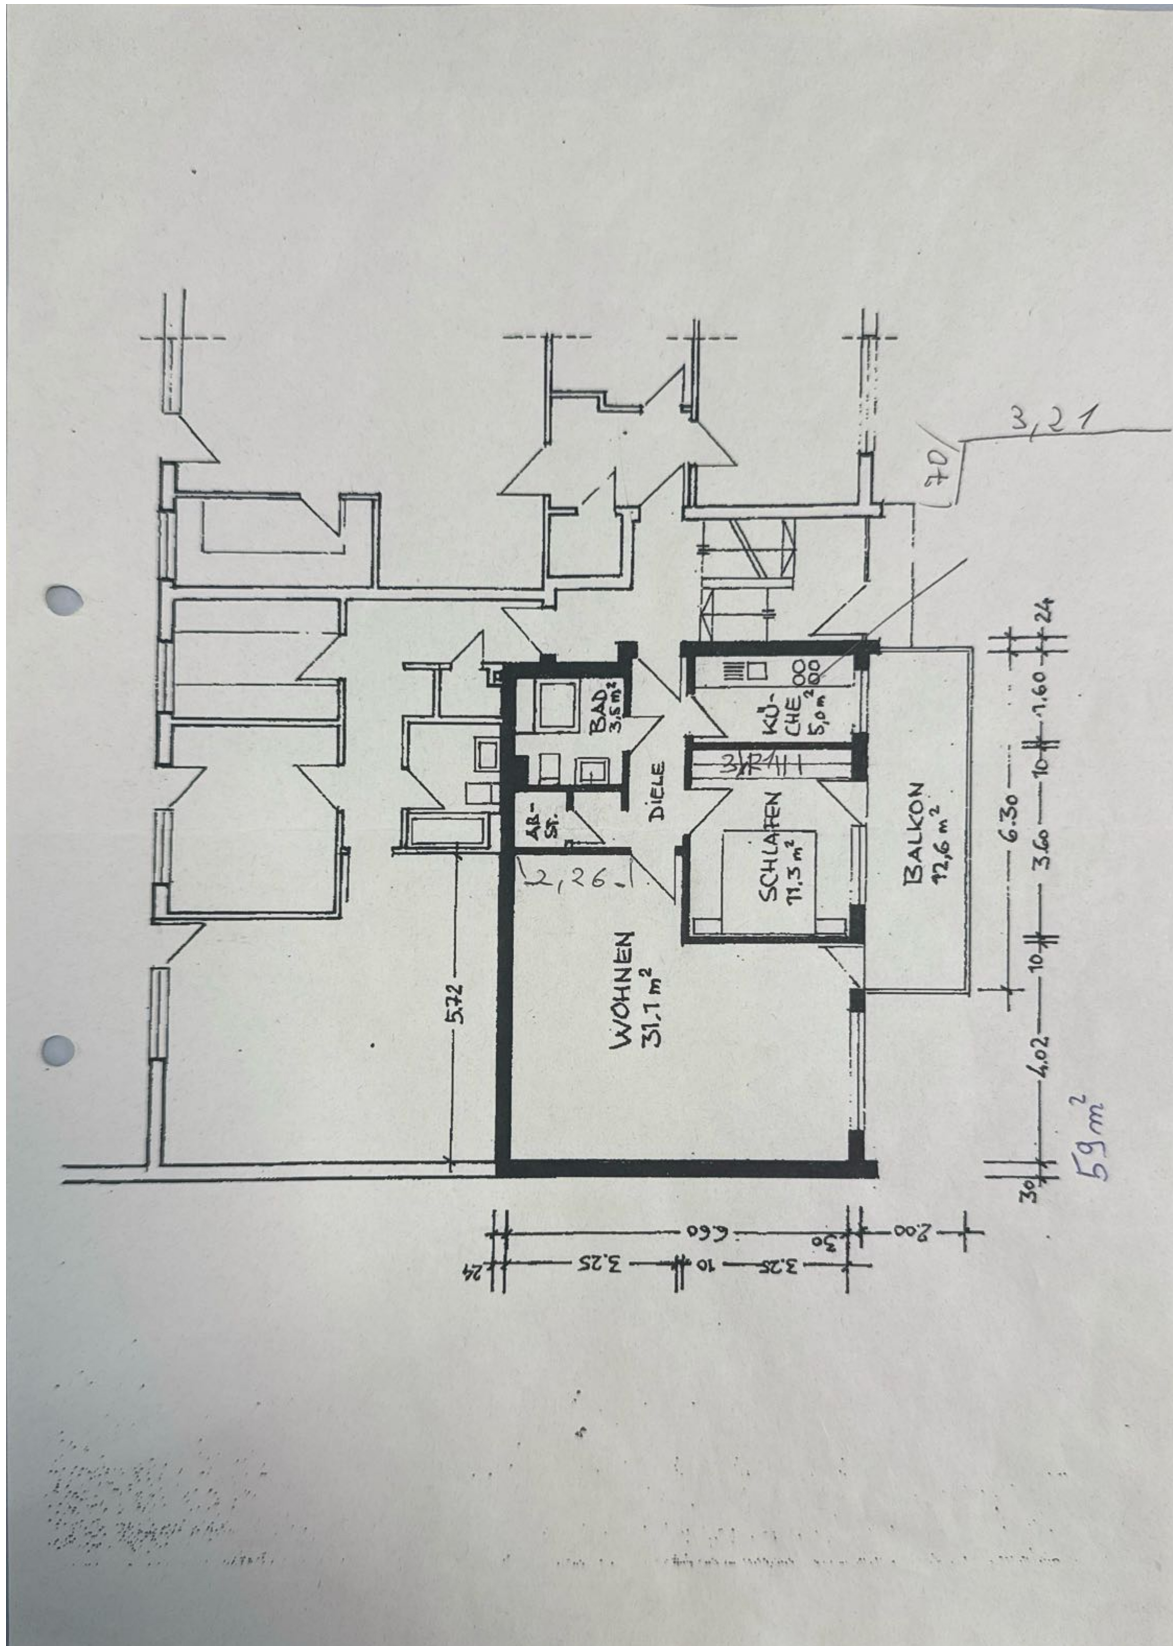 3,21
70
24
1.60
10
3.60
10
4.02
30
6.30
BAD
3,5 m²
KÜ-
CHE
5,0 m²
DIELE
AB-
ST.
2,26
SCHLAFEN
11.3 m²
BALKON
12,6 m²
WOHNEN
31,1 m²
5.72
59 m²
6.60
30
2.00
24
3.25
10
3.25